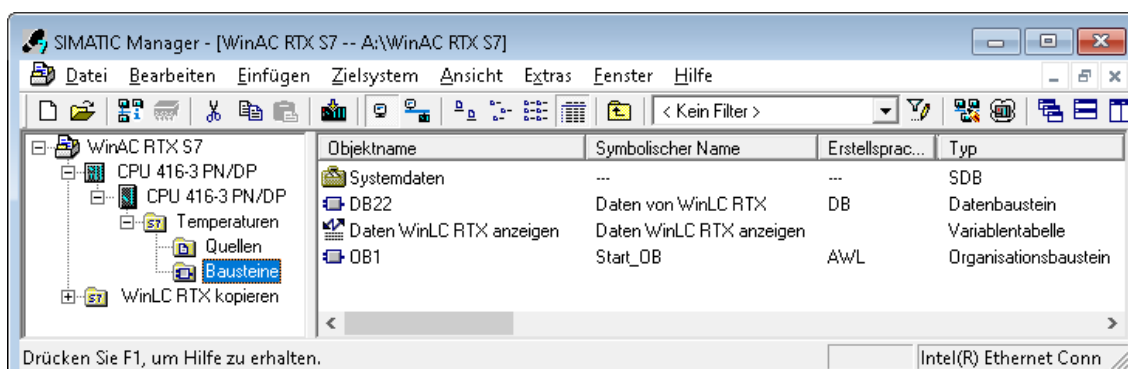 SIMATIC Manager - [WinAC RTX S7 -- A:\WinAC RTX S7]
Datei Bearbeiten Einfügen Zielsystem Ansicht Extras Fenster Hilfe
< Kein Filter >
WinAC RTX S7
CPU 416-3 PN/DP
CPU 416-3 PN/DP
Temperaturen
Quellen
Bausteine
WinLC RTX kopieren
Objektname Symbolischer Name Erstellsprac... Typ
Systemdaten --- --- SDB
DB22 Daten von WinLC RTX DB Datenbaustein
Daten WinLC RTX anzeigen Daten WinLC RTX anzeigen Variablentabelle
OB1 Start_OB AWL Organisationsbaustein
Drücken Sie F1, um Hilfe zu erhalten. Intel(R) Ethernet Conn